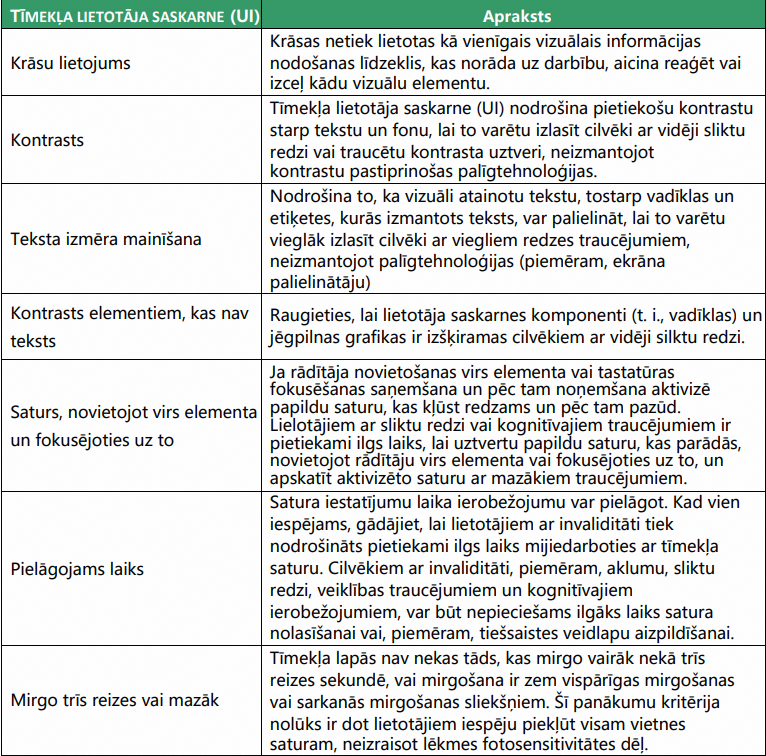 TĪMEKĻA LIETOTĀJA SASKARNE (UI)
Apraksts
Krāsu lietojums
Krāsas netiek lietotas kā vienīgais vizuālais informācijas
nodošanas līdzeklis, kas norāda uz darbību, aicina reaģēt vai
izceļ kādu vizuālu elementu.
Kontrasts
Tīmekļa lietotāja saskarne (UI) nodrošina pietiekošu kontrastu
starp tekstu un fonu, lai to varētu izlasīt cilvēki ar vidēji sliktu
redzi vai traucētu kontrasta uztveri, neizmantojot
kontrastu pastiprinošas palīgtehnoloģijas.
Teksta izmēra mainīšana
Nodrošina to, ka vizuāli atainotu tekstu, tostarp vadīklas un
etiķetes, kurās izmantots teksts, var palielināt, lai to varētu
vieglāk izlasīt cilvēki ar viegliem redzes traucējumiem,
neizmantojot palīgtehnoloģijas (piemēram, ekrāna
palielinātāju)
Kontrasts elementiem, kas nav
teksts
Raugieties, lai lietotāja saskarnes komponenti (t. i., vadīklas) un
jēgpilnas grafikas ir izšķiramas cilvēkiem ar vidēji silktu redzi.
Saturs, novietojot virs elementa
un fokusējoties uz to
Ja rādītāja novietošanas virs elementa vai tastatūras
fokusēšanas saņemšana un pēc tam noņemšana aktivizē
papildu saturu, kas kļūst redzams un pēc tam pazūd.
Lielotājiem ar sliktu redzi vai kognitīvajiem traucējumiem ir
pietiekami ilgs laiks, lai uztvertu papildu saturu, kas parādās,
novietojot rādītāju virs elementa vai fokusējoties uz to, un
apskatīt aktivizēto saturu ar mazākiem traucējumiem.
Pielāgojams laiks
Satura iestatījumu laika ierobežojumu var pielāgot. Kad vien
iespējams, gādājiet, lai lietotājiem ar invaliditāti tiek
nodrošināts pietiekami ilgs laiks mijiedarboties ar tīmekļa
saturu. Cilvēkiem ar invaliditāti, piemēram, aklumu, sliktu
redzi, veiklības traucējumiem un kognitīvajiem
ierobežojumiem, var būt nepieciešams ilgāks laiks satura
nolasīšanai vai, piemēram, tiešsaistes veidlapu aizpildīšanai.
Mirgo trīs reizes vai mazāk
Tīmekļa lapās nav nekas tāds, kas mirgo vairāk nekā trīs
reizes sekundē, vai mirgošana ir zem vispārīgas mirgošanas
vai sarkanās mirgošanas sliekšņiem. Šī panākumu kritērija
nolūks ir dot lietotājiem iespēju piekļūt visam vietnes
saturam, neizraisot lēkmes fotosensitivitātes dēļ.